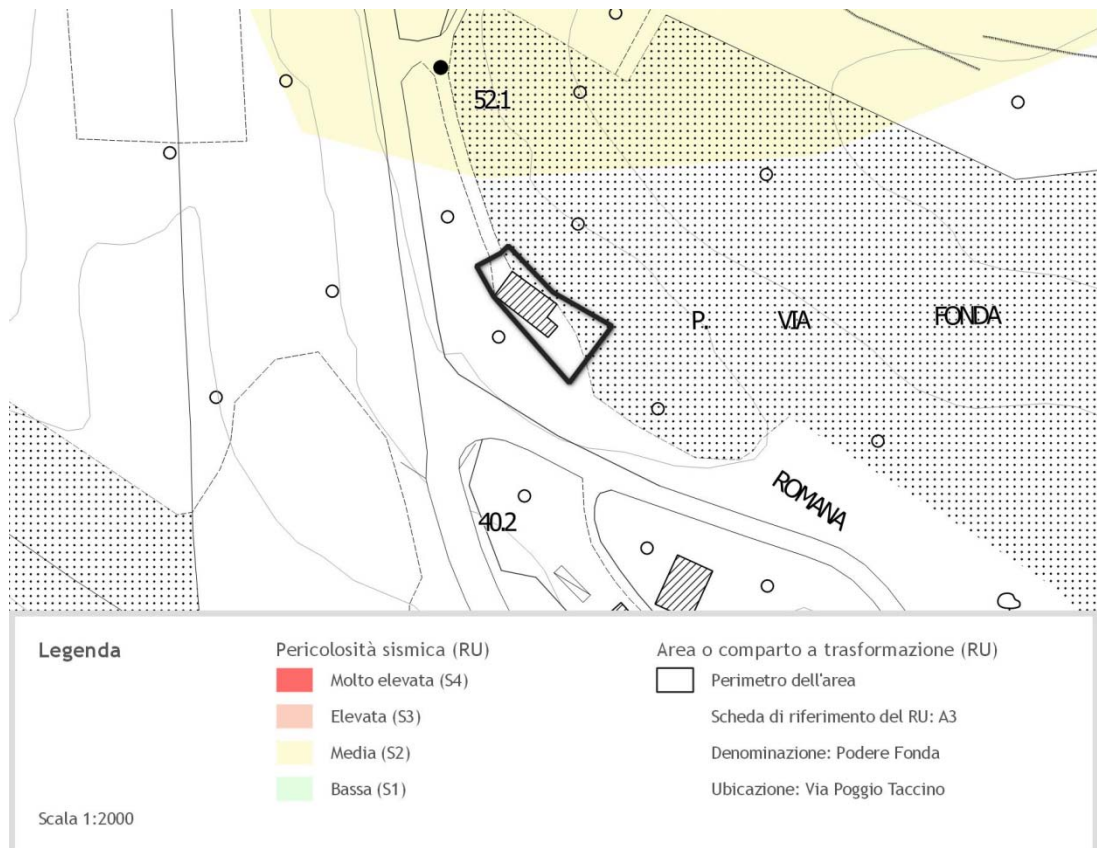 52.1
P. VIA FONDA
ROMANA
40.2
Legenda
Pericolosità sismica (RU)
Molto elevata (S4)
Elevata (S3)
Media (S2)
Bassa (S1)
Area o comparto a trasformazione (RU)
Perimetro dell'area
Scheda di riferimento del RU: A3
Denominazione: Podere Fonda
Ubicazione: Via Poggio Taccino
Scala 1:2000